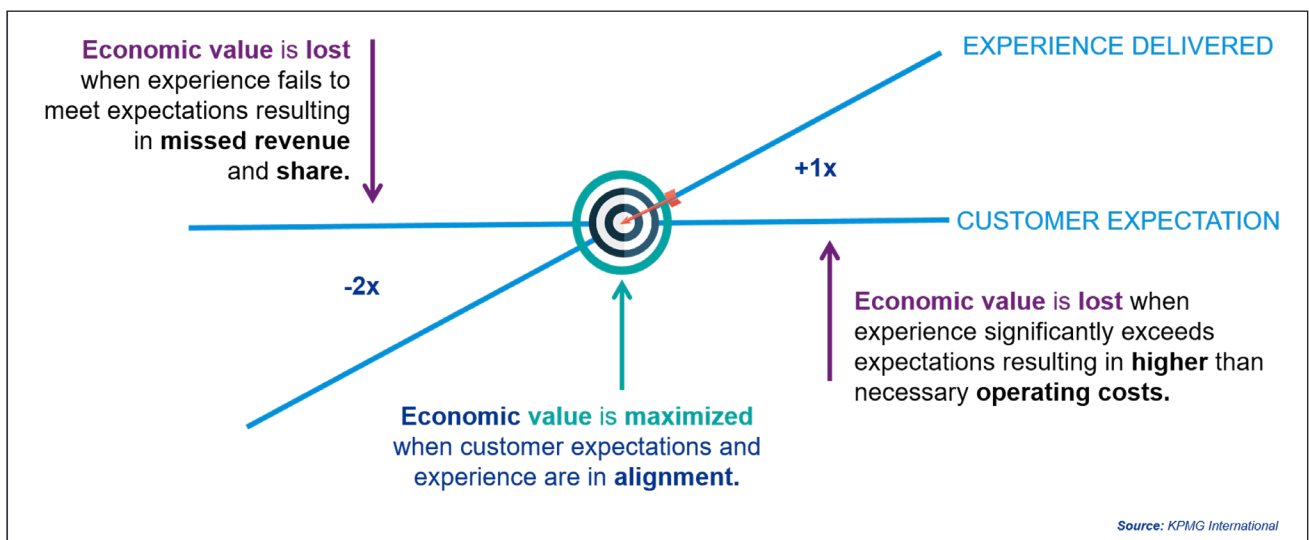 Economic value is lost
when experience fails to
meet expectations resulting
in missed revenue
and share.
EXPERIENCE DELIVERED
+1x
CUSTOMER EXPECTATION
-2x
Economic value is lost when
experience significantly exceeds
expectations resulting in higher than
necessary operating costs.
Economic value is maximized
when customer expectations and
experience are in alignment.
Source: KPMG International